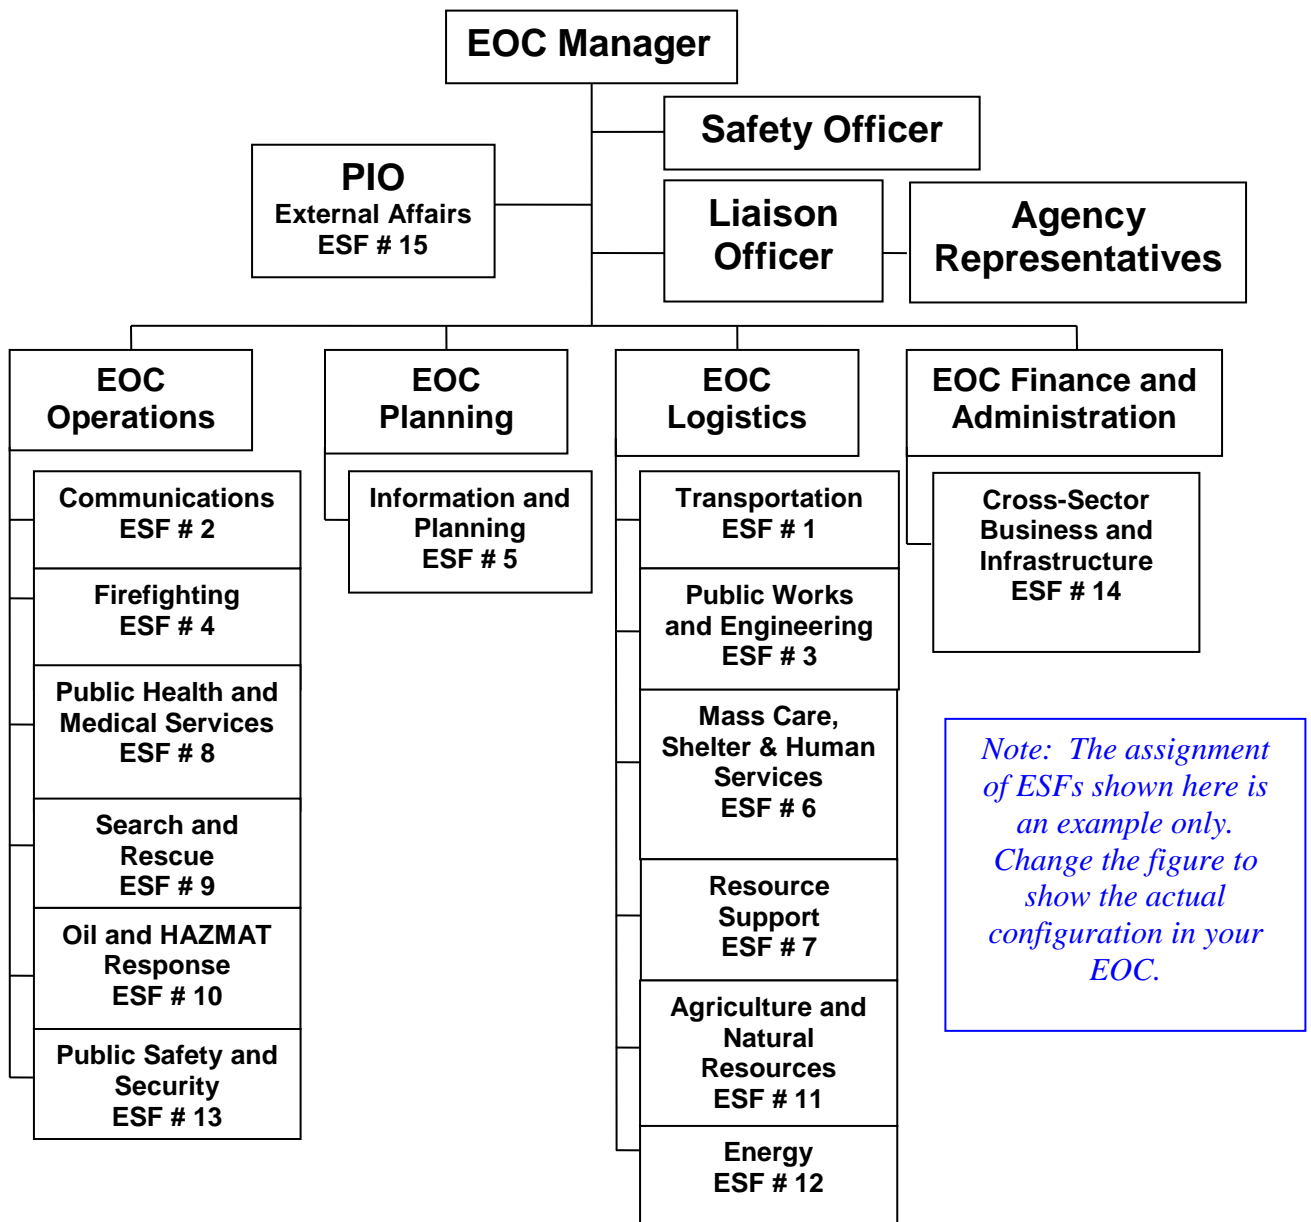 EOC Manager
Safety Officer
PIO
External Affairs
ESF # 15
Liaison
Officer
Agency
Representatives
EOC
Operations
EOC
Planning
EOC
Logistics
EOC Finance and
Administration
Communications
ESF # 2
Firefighting
ESF # 4
Public Health and
Medical Services
ESF # 8
Search and
Rescue
ESF # 9
Oil and HAZMAT
Response
ESF # 10
Public Safety and
Security
ESF # 13
Information and
Planning
ESF # 5
Transportation
ESF # 1
Public Works
and Engineering
ESF # 3
Mass Care,
Shelter & Human
Services
ESF # 6
Resource
Support
ESF # 7
Agriculture and
Natural
Resources
ESF # 11
Energy
ESF # 12
Cross-Sector
Business and
Infrastructure
ESF # 14
Note:  The assignment
of ESFs shown here is
an example only.
Change the figure to
show the actual
configuration in your
EOC.